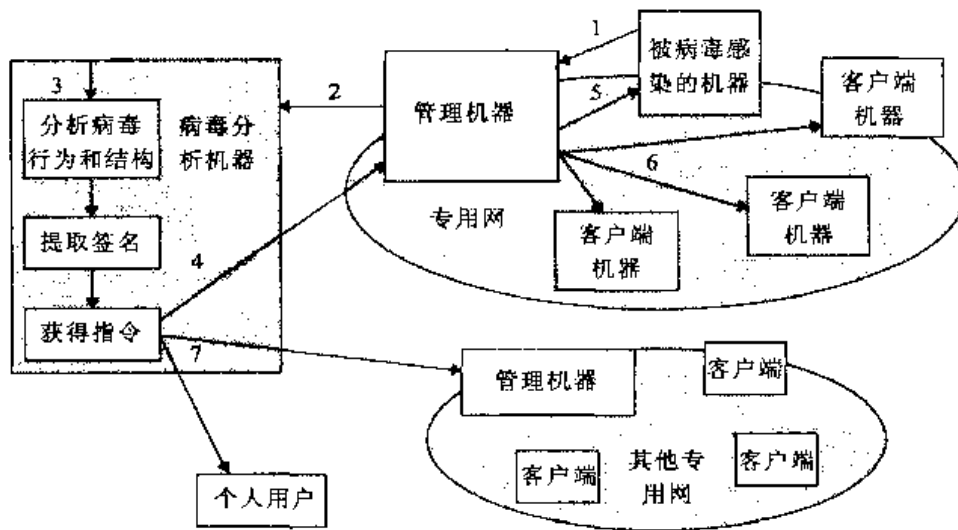 1
被病毒感
染的机器
客户端
机器
3
2
管理机器
5
分析病毒
行为和结构
病毒分
析机器
6
客户端
机器
专用网
客户端
机器
提取签名
4
获得指令
7
管理机器
客户端
客户端
其他专
用网
客户端
个人用户